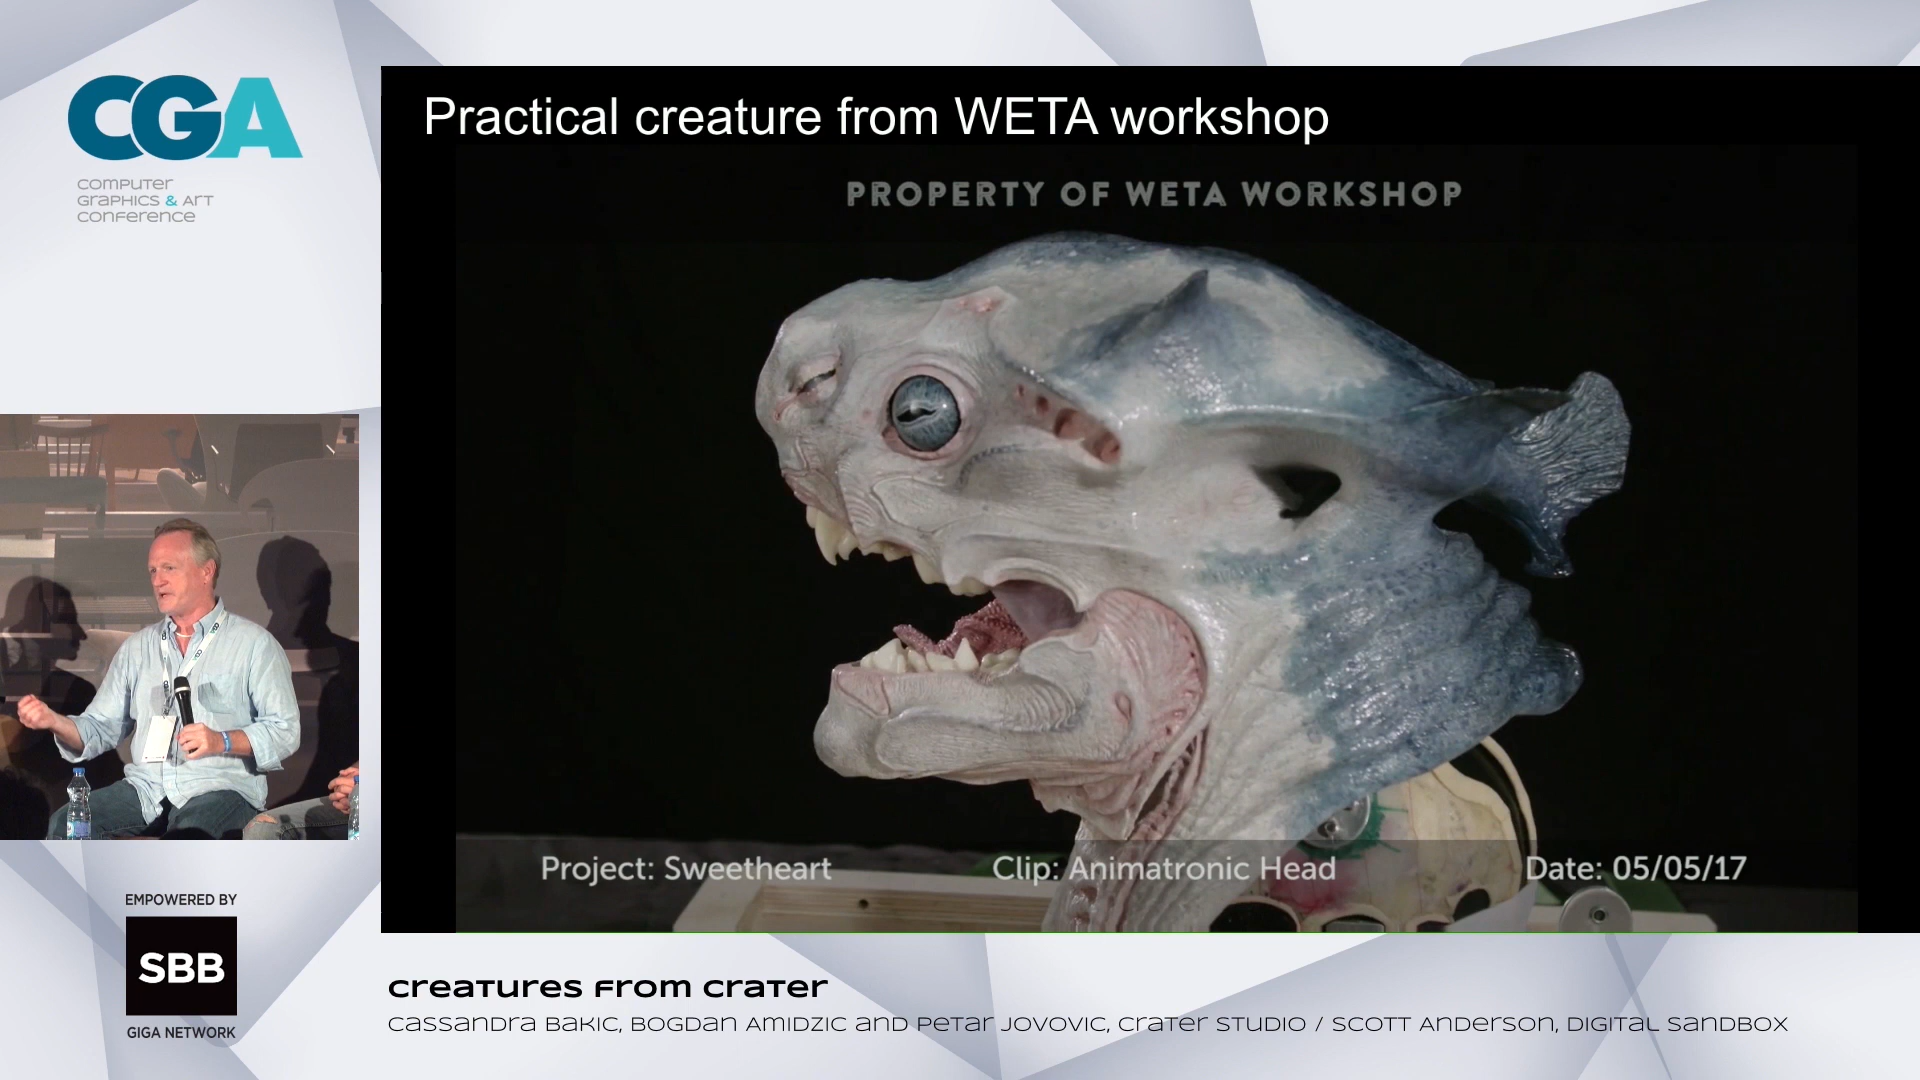 CGA
COMPUTER
GRAPHICS & ART
CONFERENCE
Practical creature from WETA workshop
PROPERTY OF WETA WORKSHOP
Project: Sweetheart
Clip: Animatronic Head
Date: 05/05/17
EMPOWERED BY
SBB
GIGA NETWORK
CREATURES FROM CRATER
CASSANDRA BAKIC, BOGDAN AMIDZIC AND PETAR JOVOVIC, CRATER STUDIO / SCOTT ANDERSON, DIGITAL SANDBOX